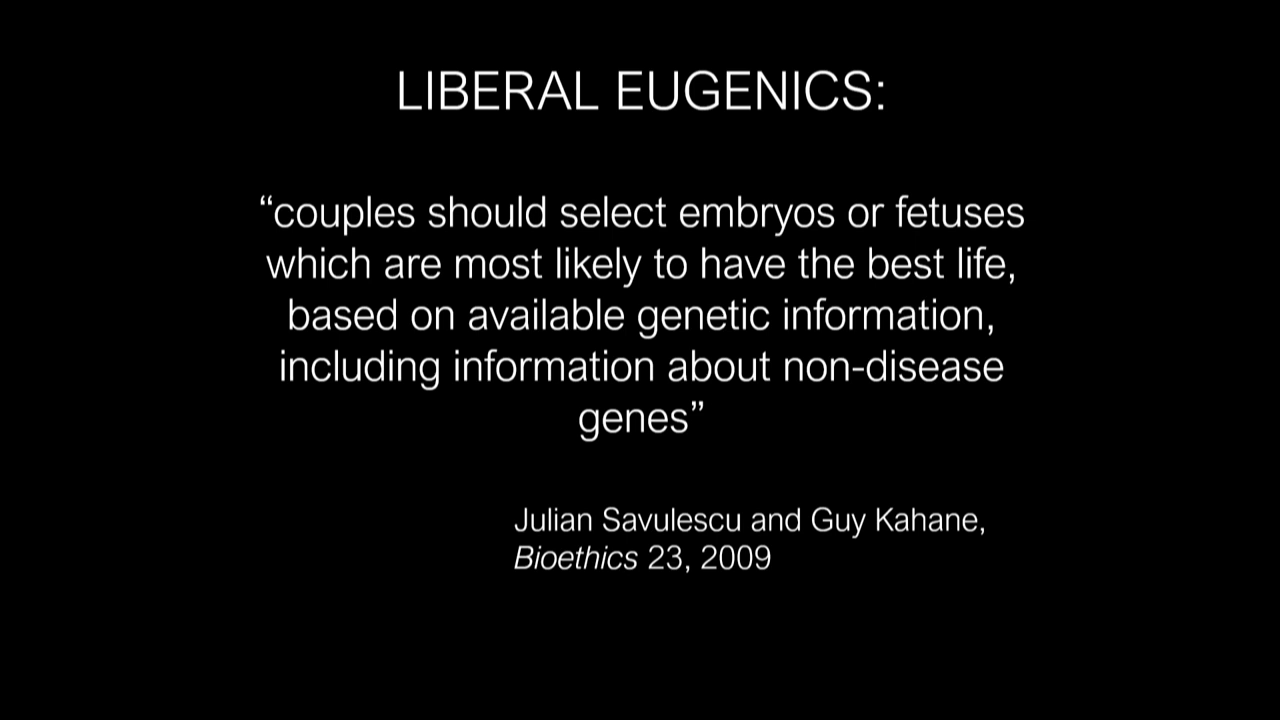 LIBERAL EUGENICS:
“couples should select embryos or fetuses
which are most likely to have the best life,
based on available genetic information,
including information about non-disease
genes”
Julian Savulescu and Guy Kahane,
Bioethics 23, 2009